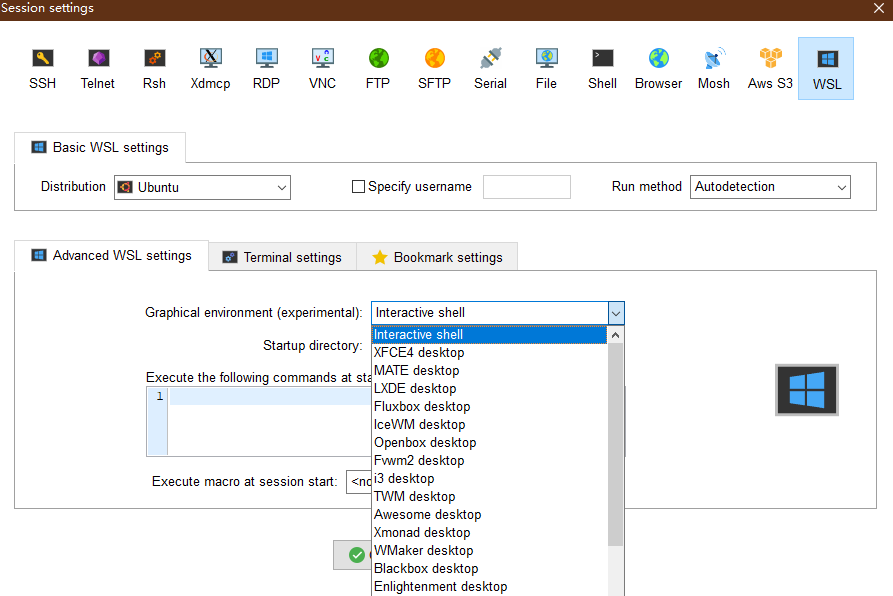 Session settings
SSH Telnet Rsh Xdmcp RDP VNC FTP SFTP Serial File Shell Browser Mosh Aws S3 WSL
Basic WSL settings
Distribution Ubuntu Specify username Run method Autodetection
Advanced WSL settings Terminal settings Bookmark settings
Graphical environment (experimental): Interactive shell
Startup directory:
Execute the following commands at sta
1
Execute macro at session start: <no
Interactive shell
XFCE4 desktop
MATE desktop
LXDE desktop
Fluxbox desktop
IceWM desktop
Openbox desktop
Fvwm2 desktop
i3 desktop
TWM desktop
Awesome desktop
Xmonad desktop
WMaker desktop
Blackbox desktop
Enlightenment desktop